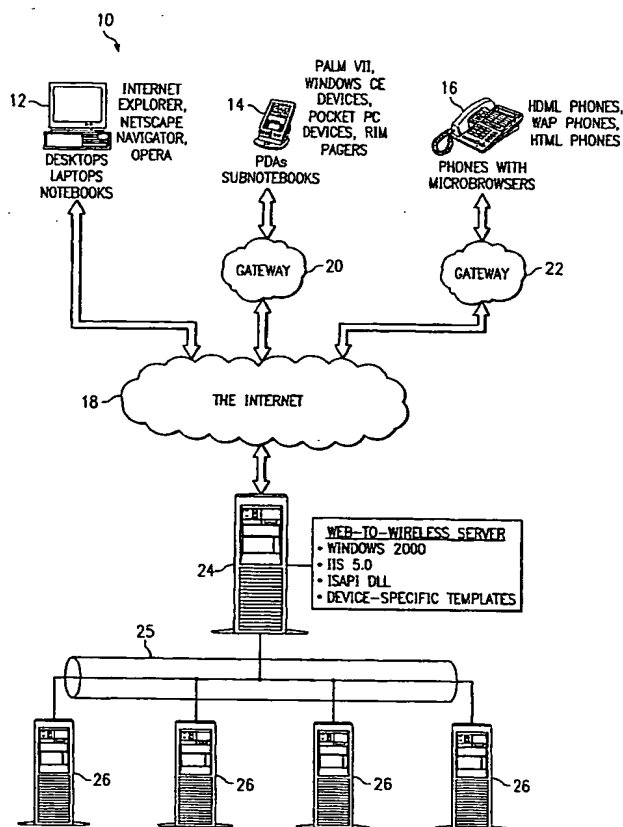 10
12
INTERNET
EXPLORER,
NETSCAPE
NAVIGATOR,
OPERA
DESKTOPS
LAPTOPS
NOTEBOOKS
PALM VII,
WINDOWS CE
DEVICES,
POCKET PC
DEVICES, RIM
PAGERS
14
PDAs
SUBNOTEBOOKS
16
HDML PHONES,
WAP PHONES,
HTML PHONES
PHONES WITH
MICROBROWSERS
GATEWAY
20
GATEWAY
22
18
THE INTERNET
24
WEB-TO-WIRELESS SERVER
• WINDOWS 2000
• IIS 5.0
• ISAPI DLL
• DEVICE-SPECIFIC TEMPLATES
25
26
26
26
26